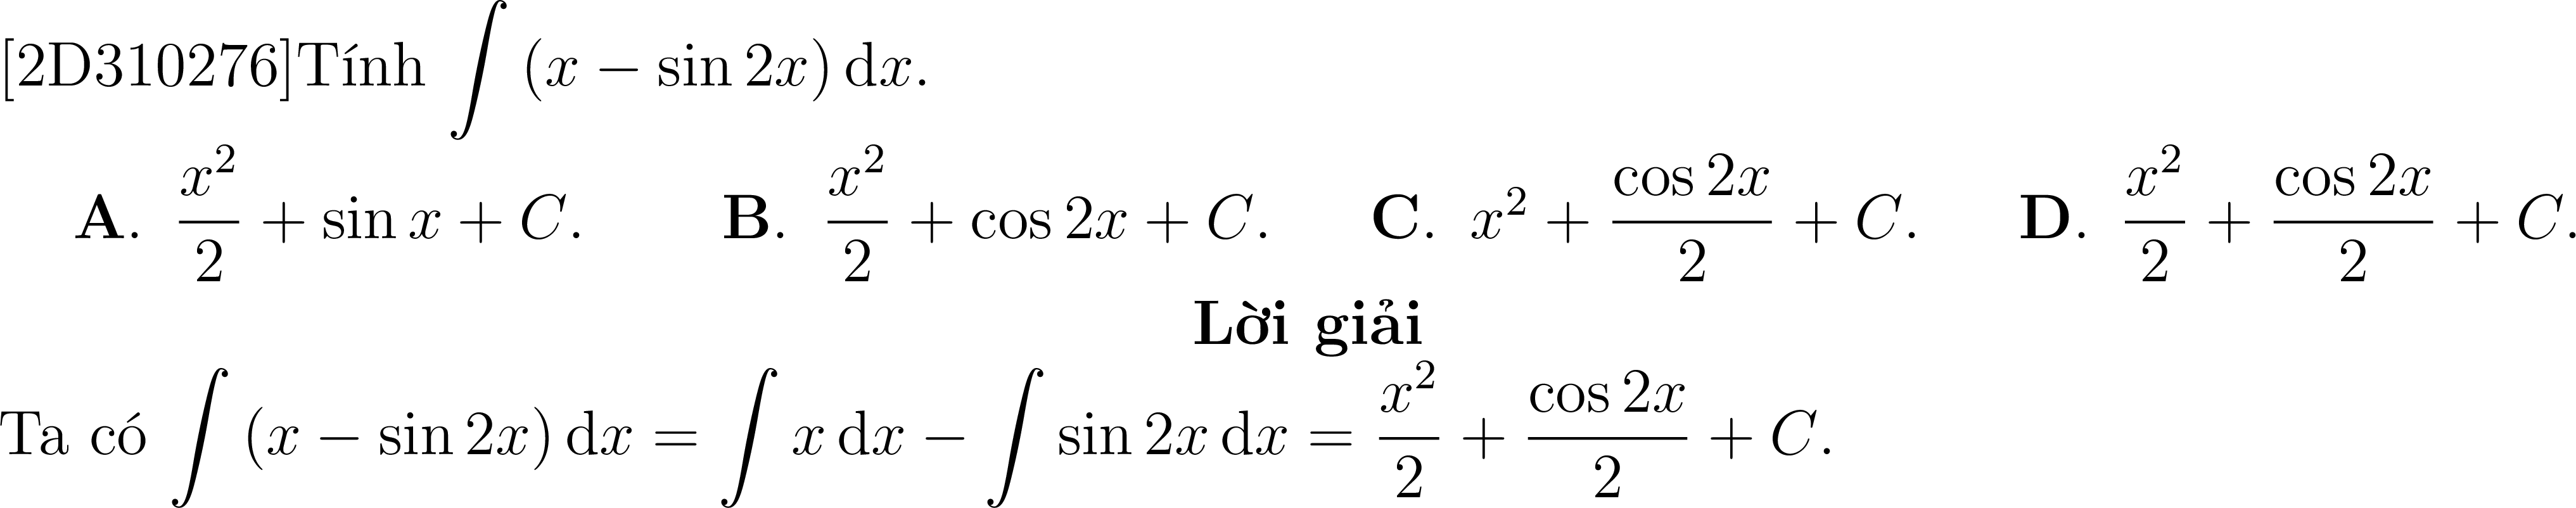 [2D310276]Tính ∫ (x − sin 2x) dx.
A. x²/2 + sin x + C. B. x²/2 + cos 2x + C. C. x² + cos 2x/2 + C. D. x²/2 + cos 2x/2 + C.
Lời giải
Ta có ∫ (x − sin 2x) dx = ∫ x dx − ∫ sin 2x dx = x²/2 + cos 2x/2 + C.